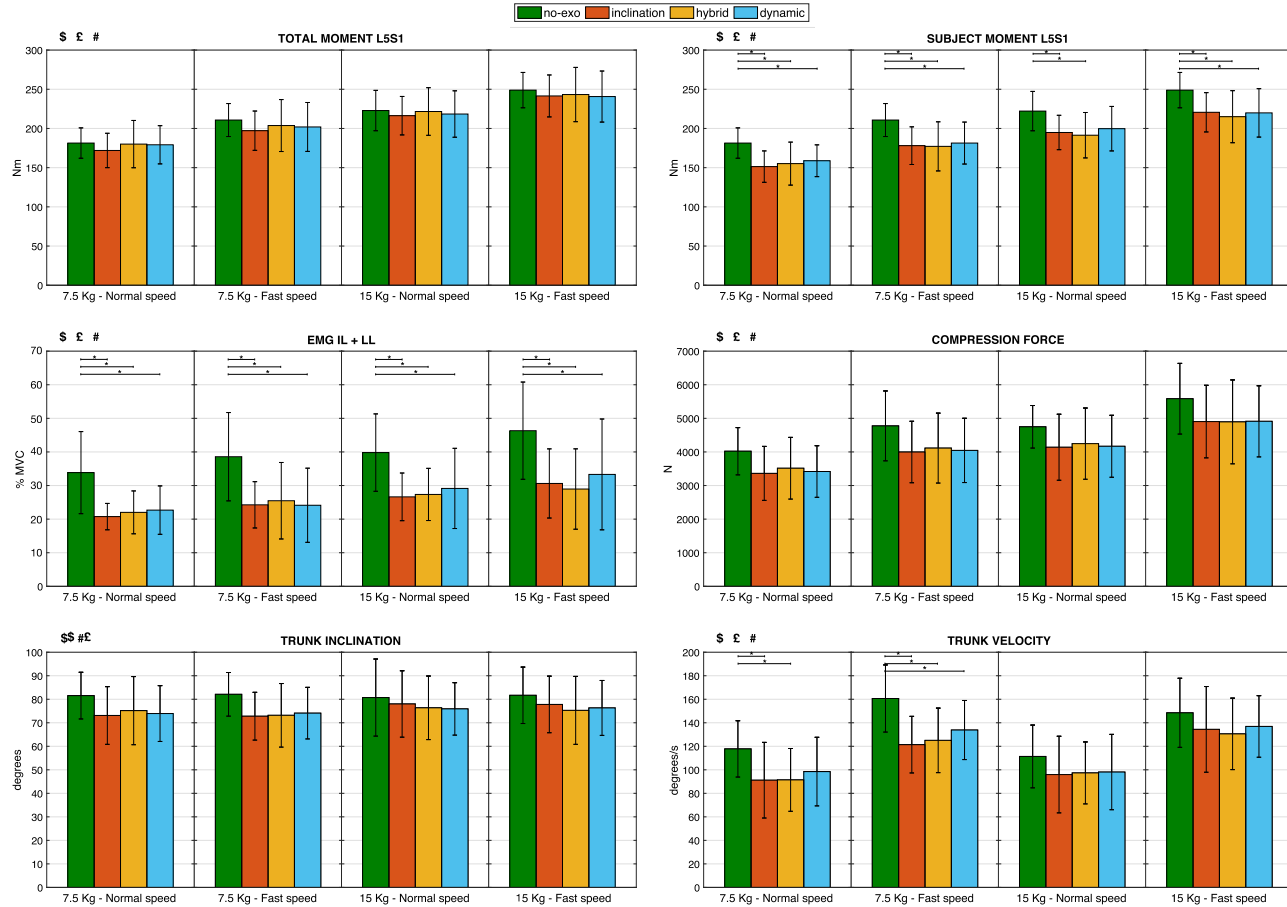 no-exo inclination hybrid dynamic
$ £ # TOTAL MOMENT L5S1
300
250
200
150
100
50
0
Nm
7.5 Kg - Normal speed 7.5 Kg - Fast speed 15 Kg - Normal speed 15 Kg - Fast speed
$ £ # SUBJECT MOMENT L5S1
* * * *
* * * *
* * *
300
250
200
150
100
50
0
Nm
7.5 Kg - Normal speed 7.5 Kg - Fast speed 15 Kg - Normal speed 15 Kg - Fast speed
$ £ # EMG IL + LL
* * * *
* * * *
* * * *
70
60
50
40
30
20
10
0
% MVC
7.5 Kg - Normal speed 7.5 Kg - Fast speed 15 Kg - Normal speed 15 Kg - Fast speed
$ £ # COMPRESSION FORCE
7000
6000
5000
4000
3000
2000
1000
0
N
7.5 Kg - Normal speed 7.5 Kg - Fast speed 15 Kg - Normal speed 15 Kg - Fast speed
$$ #£ TRUNK INCLINATION
100
90
80
70
60
50
40
30
20
10
0
degrees
7.5 Kg - Normal speed 7.5 Kg - Fast speed 15 Kg - Normal speed 15 Kg - Fast speed
$ £ # TRUNK VELOCITY
* *
* *
*
200
180
160
140
120
100
80
60
40
20
0
degrees/s
7.5 Kg - Normal speed 7.5 Kg - Fast speed 15 Kg - Normal speed 15 Kg - Fast speed